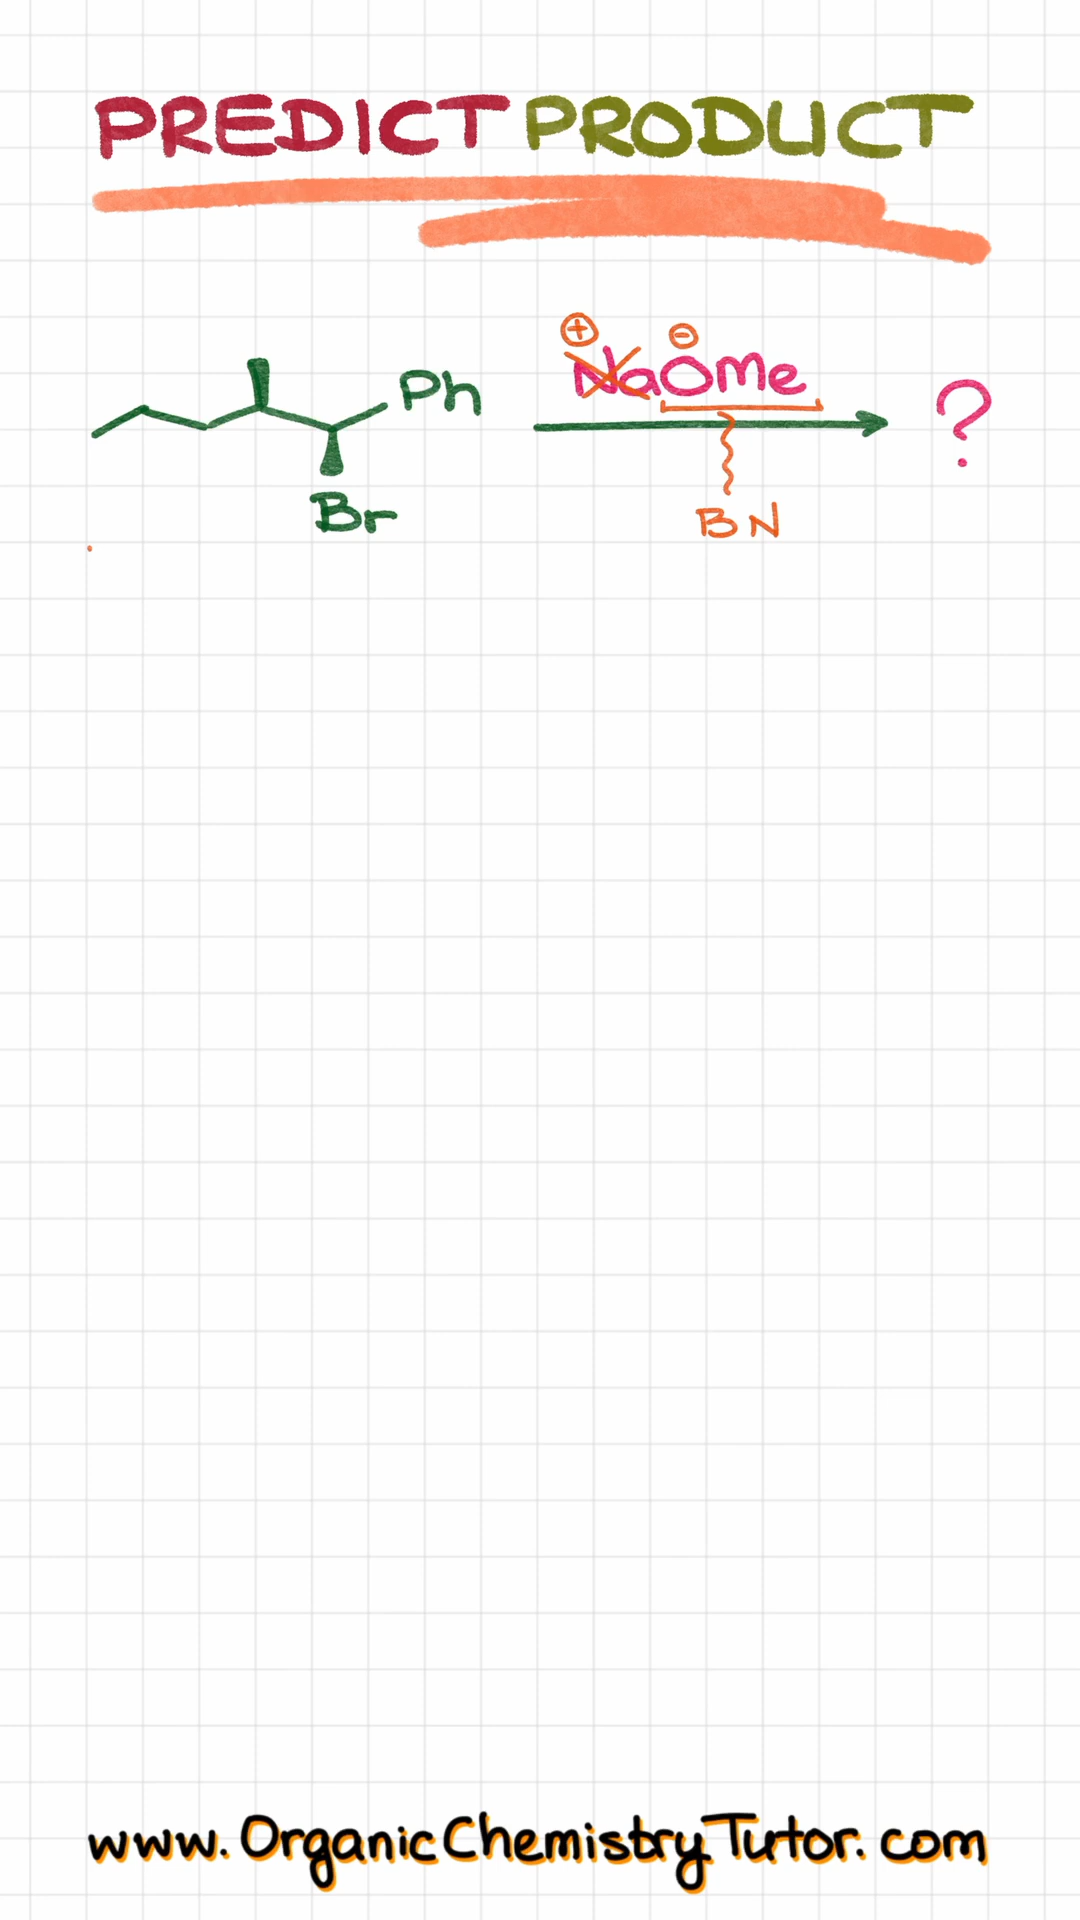 PREDICT PRODUCT
⊕ ⊖
NaOMe
Ph
?
Br
BN
www.OrganicChemistryTutor.com